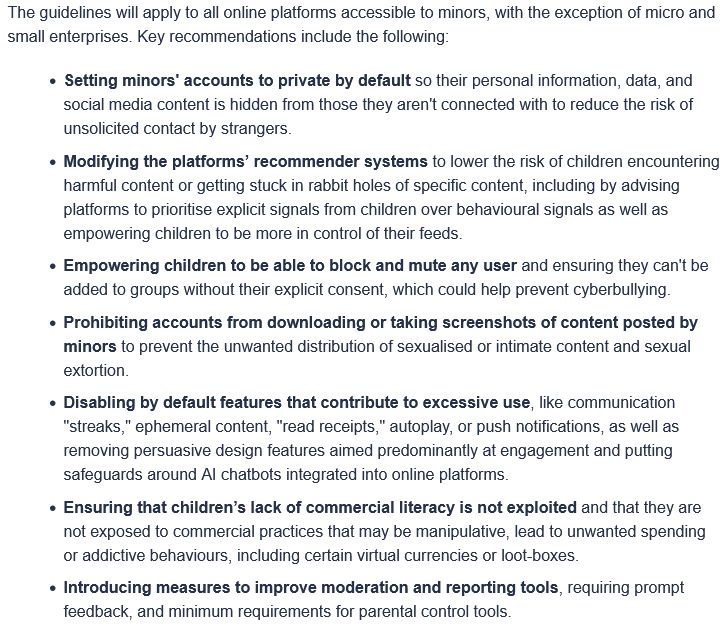 The guidelines will apply to all online platforms accessible to minors, with the exception of micro and
small enterprises. Key recommendations include the following:
• Setting minors' accounts to private by default so their personal information, data, and
social media content is hidden from those they aren't connected with to reduce the risk of
unsolicited contact by strangers.
• Modifying the platforms’ recommender systems to lower the risk of children encountering
harmful content or getting stuck in rabbit holes of specific content, including by advising
platforms to prioritise explicit signals from children over behavioural signals as well as
empowering children to be more in control of their feeds.
• Empowering children to be able to block and mute any user and ensuring they can't be
added to groups without their explicit consent, which could help prevent cyberbullying.
• Prohibiting accounts from downloading or taking screenshots of content posted by
minors to prevent the unwanted distribution of sexualised or intimate content and sexual
extortion.
• Disabling by default features that contribute to excessive use, like communication
"streaks," ephemeral content, "read receipts," autoplay, or push notifications, as well as
removing persuasive design features aimed predominantly at engagement and putting
safeguards around AI chatbots integrated into online platforms.
• Ensuring that children’s lack of commercial literacy is not exploited and that they are
not exposed to commercial practices that may be manipulative, lead to unwanted spending
or addictive behaviours, including certain virtual currencies or loot-boxes.
• Introducing measures to improve moderation and reporting tools, requiring prompt
feedback, and minimum requirements for parental control tools.